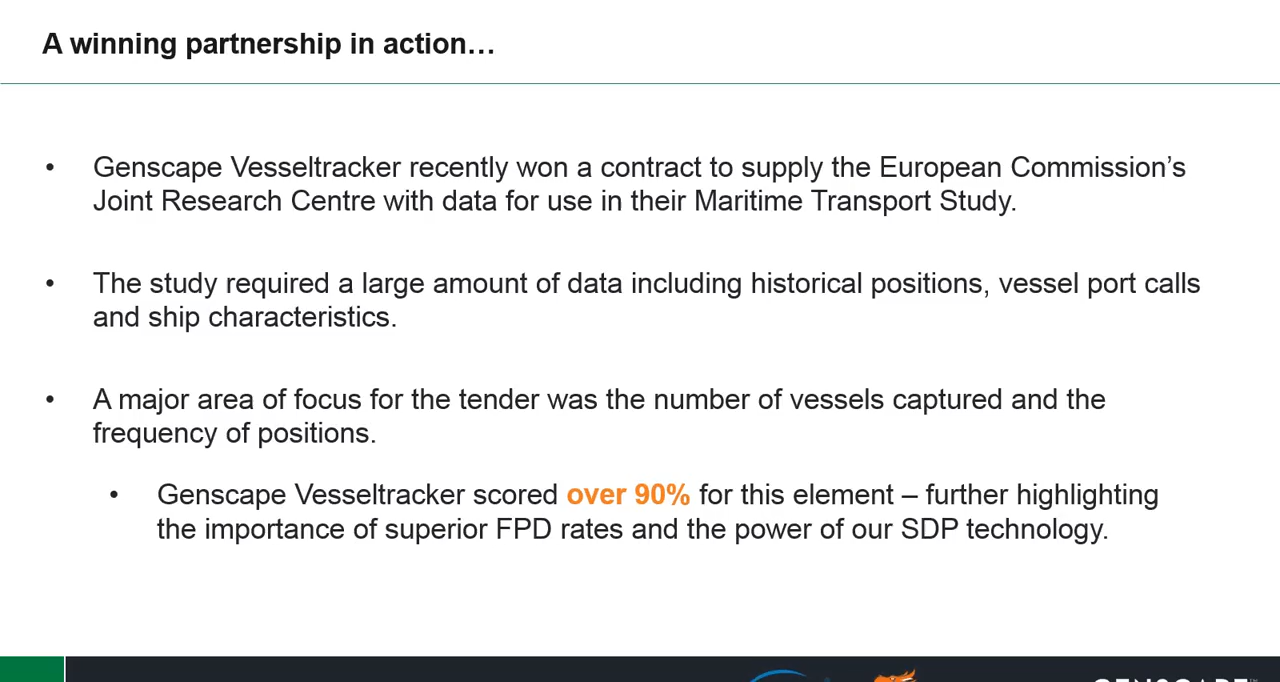 A winning partnership in action…
• Genscape Vesseltracker recently won a contract to supply the European Commission’s
Joint Research Centre with data for use in their Maritime Transport Study.
• The study required a large amount of data including historical positions, vessel port calls
and ship characteristics.
• A major area of focus for the tender was the number of vessels captured and the
frequency of positions.
• Genscape Vesseltracker scored over 90% for this element – further highlighting
the importance of superior FPD rates and the power of our SDP technology.
GENSCAPE™